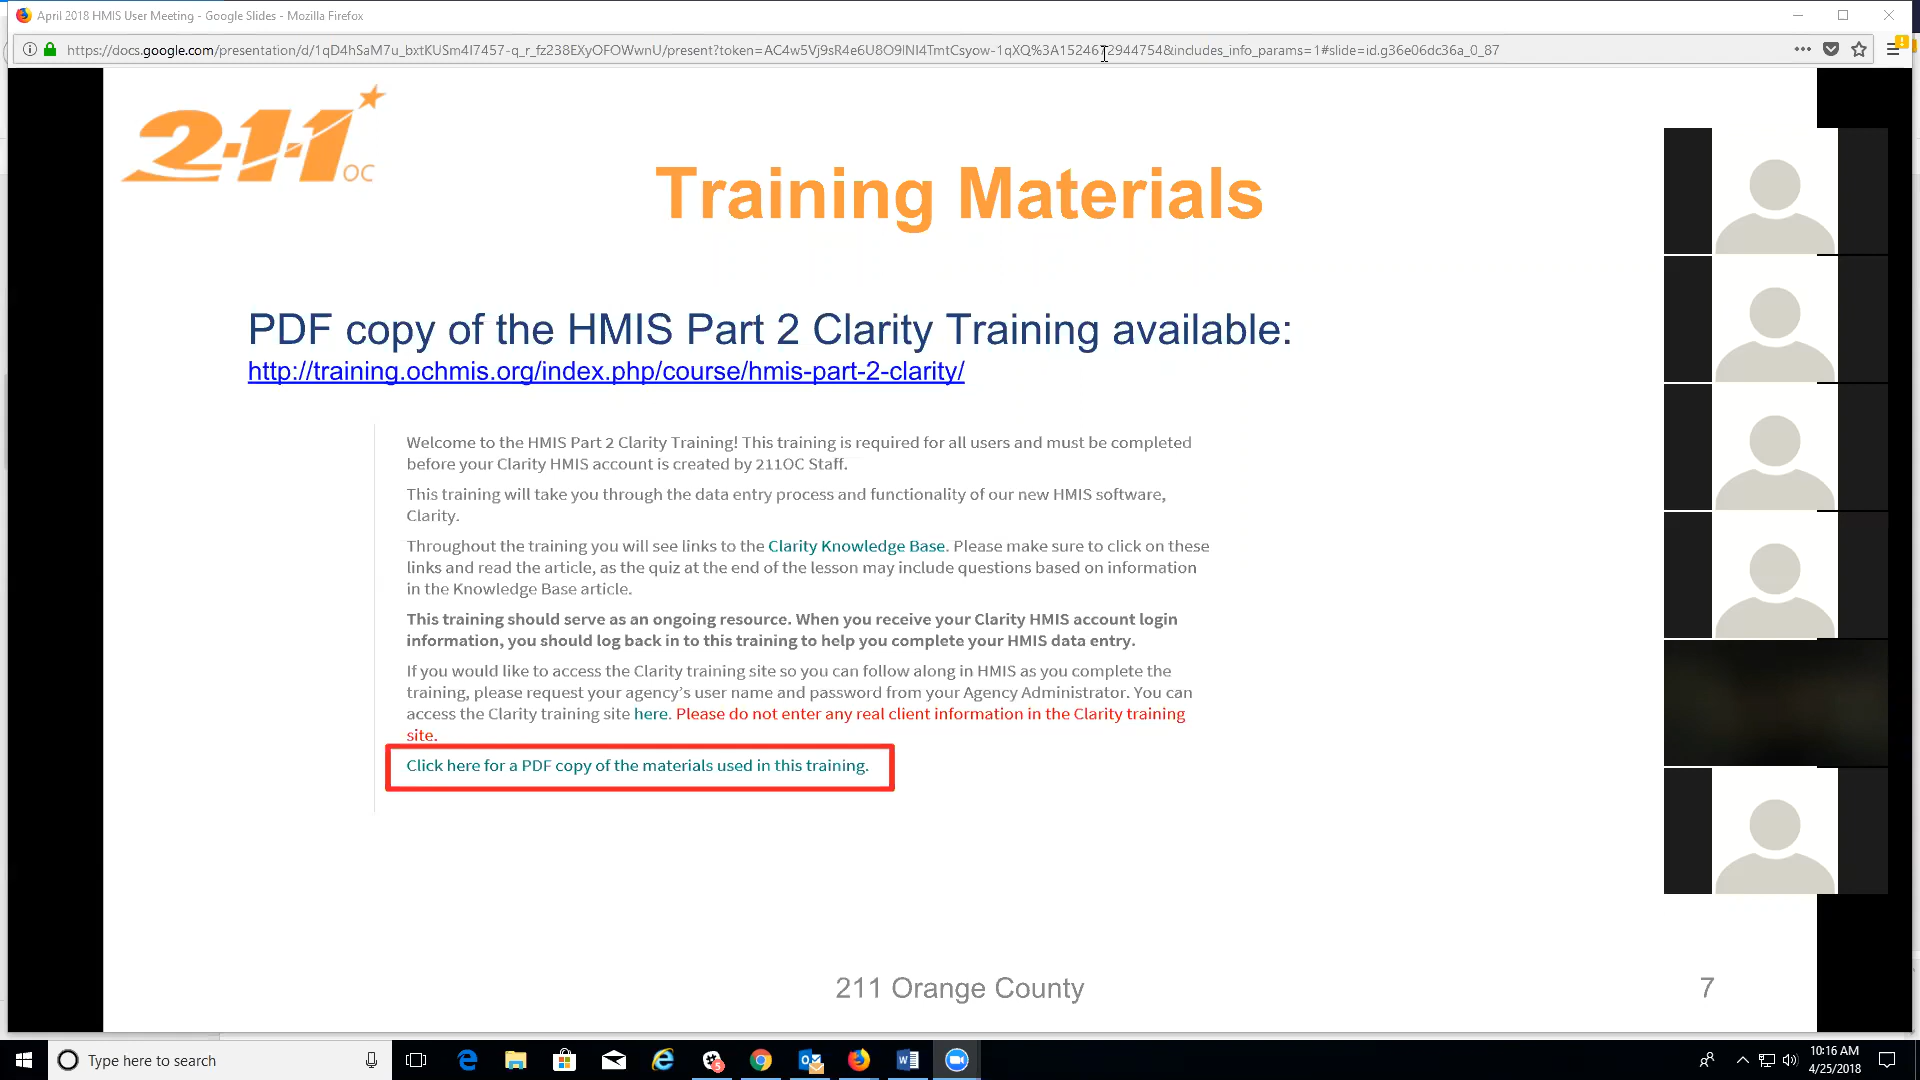 April 2018 HMIS User Meeting - Google Slides - Mozilla Firefox
https://docs.google.com/presentation/d/1qD4hSaM7u_bxtKUSm4I7457-q_r_fz238EXyOFOWwnU/present?token=AC4w5Vj9sR4e6U8O9lNI4TmtCsyow-1qXQ%3A1524672944754&includes_info_params=1#slide=id.g36e06dc36a_0_87
2-1-1 OC
Training Materials
PDF copy of the HMIS Part 2 Clarity Training available:
http://training.ochmis.org/index.php/course/hmis-part-2-clarity/
Welcome to the HMIS Part 2 Clarity Training! This training is required for all users and must be completed
before your Clarity HMIS account is created by 211OC Staff.
This training will take you through the data entry process and functionality of our new HMIS software,
Clarity.
Throughout the training you will see links to the Clarity Knowledge Base. Please make sure to click on these
links and read the article, as the quiz at the end of the lesson may include questions based on information
in the Knowledge Base article.
This training should serve as an ongoing resource. When you receive your Clarity HMIS account login
information, you should log back in to this training to help you complete your HMIS data entry.
If you would like to access the Clarity training site so you can follow along in HMIS as you complete the
training, please request your agency's user name and password from your Agency Administrator. You can
access the Clarity training site here. Please do not enter any real client information in the Clarity training
site.
Click here for a PDF copy of the materials used in this training.
211 Orange County
7
Type here to search
10:16 AM
4/25/2018